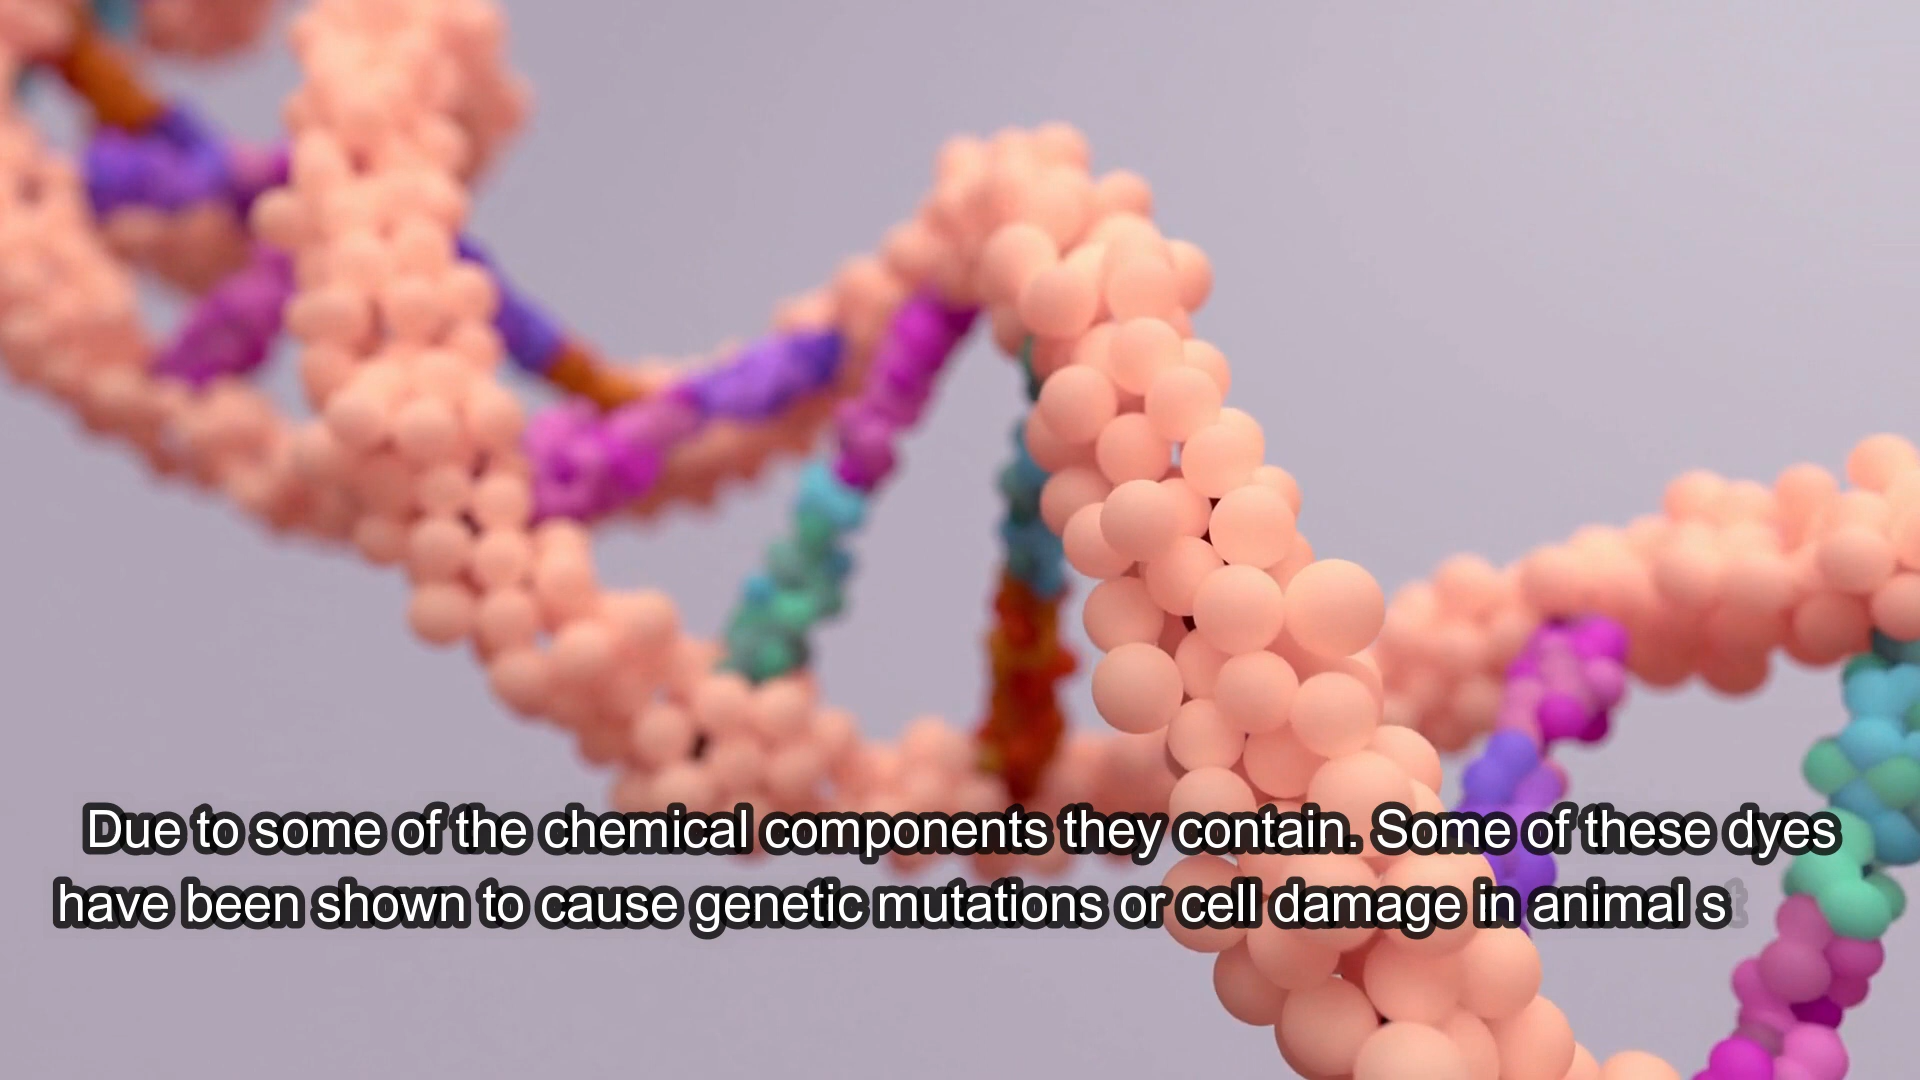 Due to some of the chemical components they contain. Some of these dyes
have been shown to cause genetic mutations or cell damage in animal s